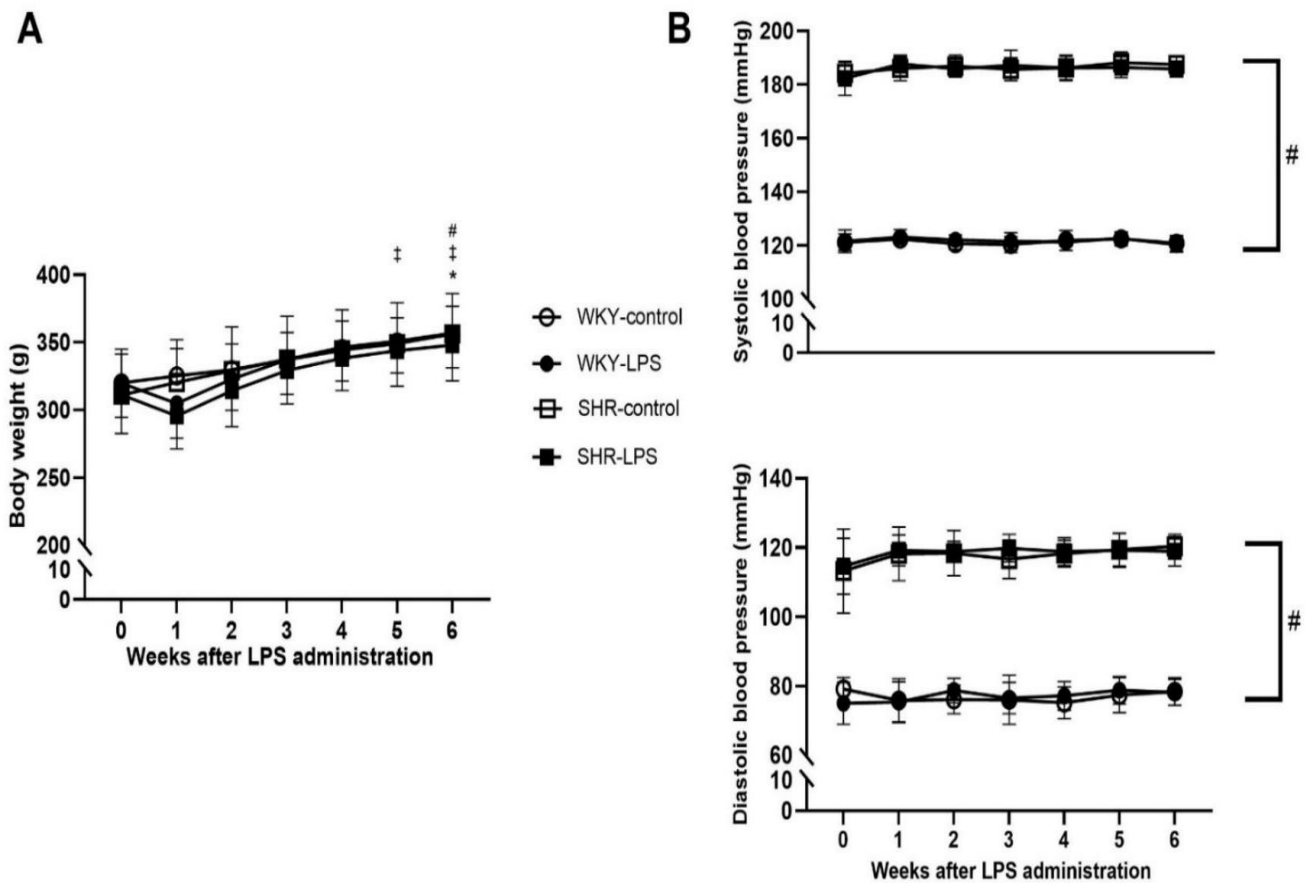 A
Body weight (g)
400
350
300
250
200
10
0
#
‡
‡
*
0 1 2 3 4 5 6
Weeks after LPS administration
WKY-control
WKY-LPS
SHR-control
SHR-LPS
B
Systolic blood pressure (mmHg)
200
180
160
140
120
100
10
0
#
Diastolic blood pressure (mmHg)
140
120
100
80
60
10
0
#
0 1 2 3 4 5 6
Weeks after LPS administration